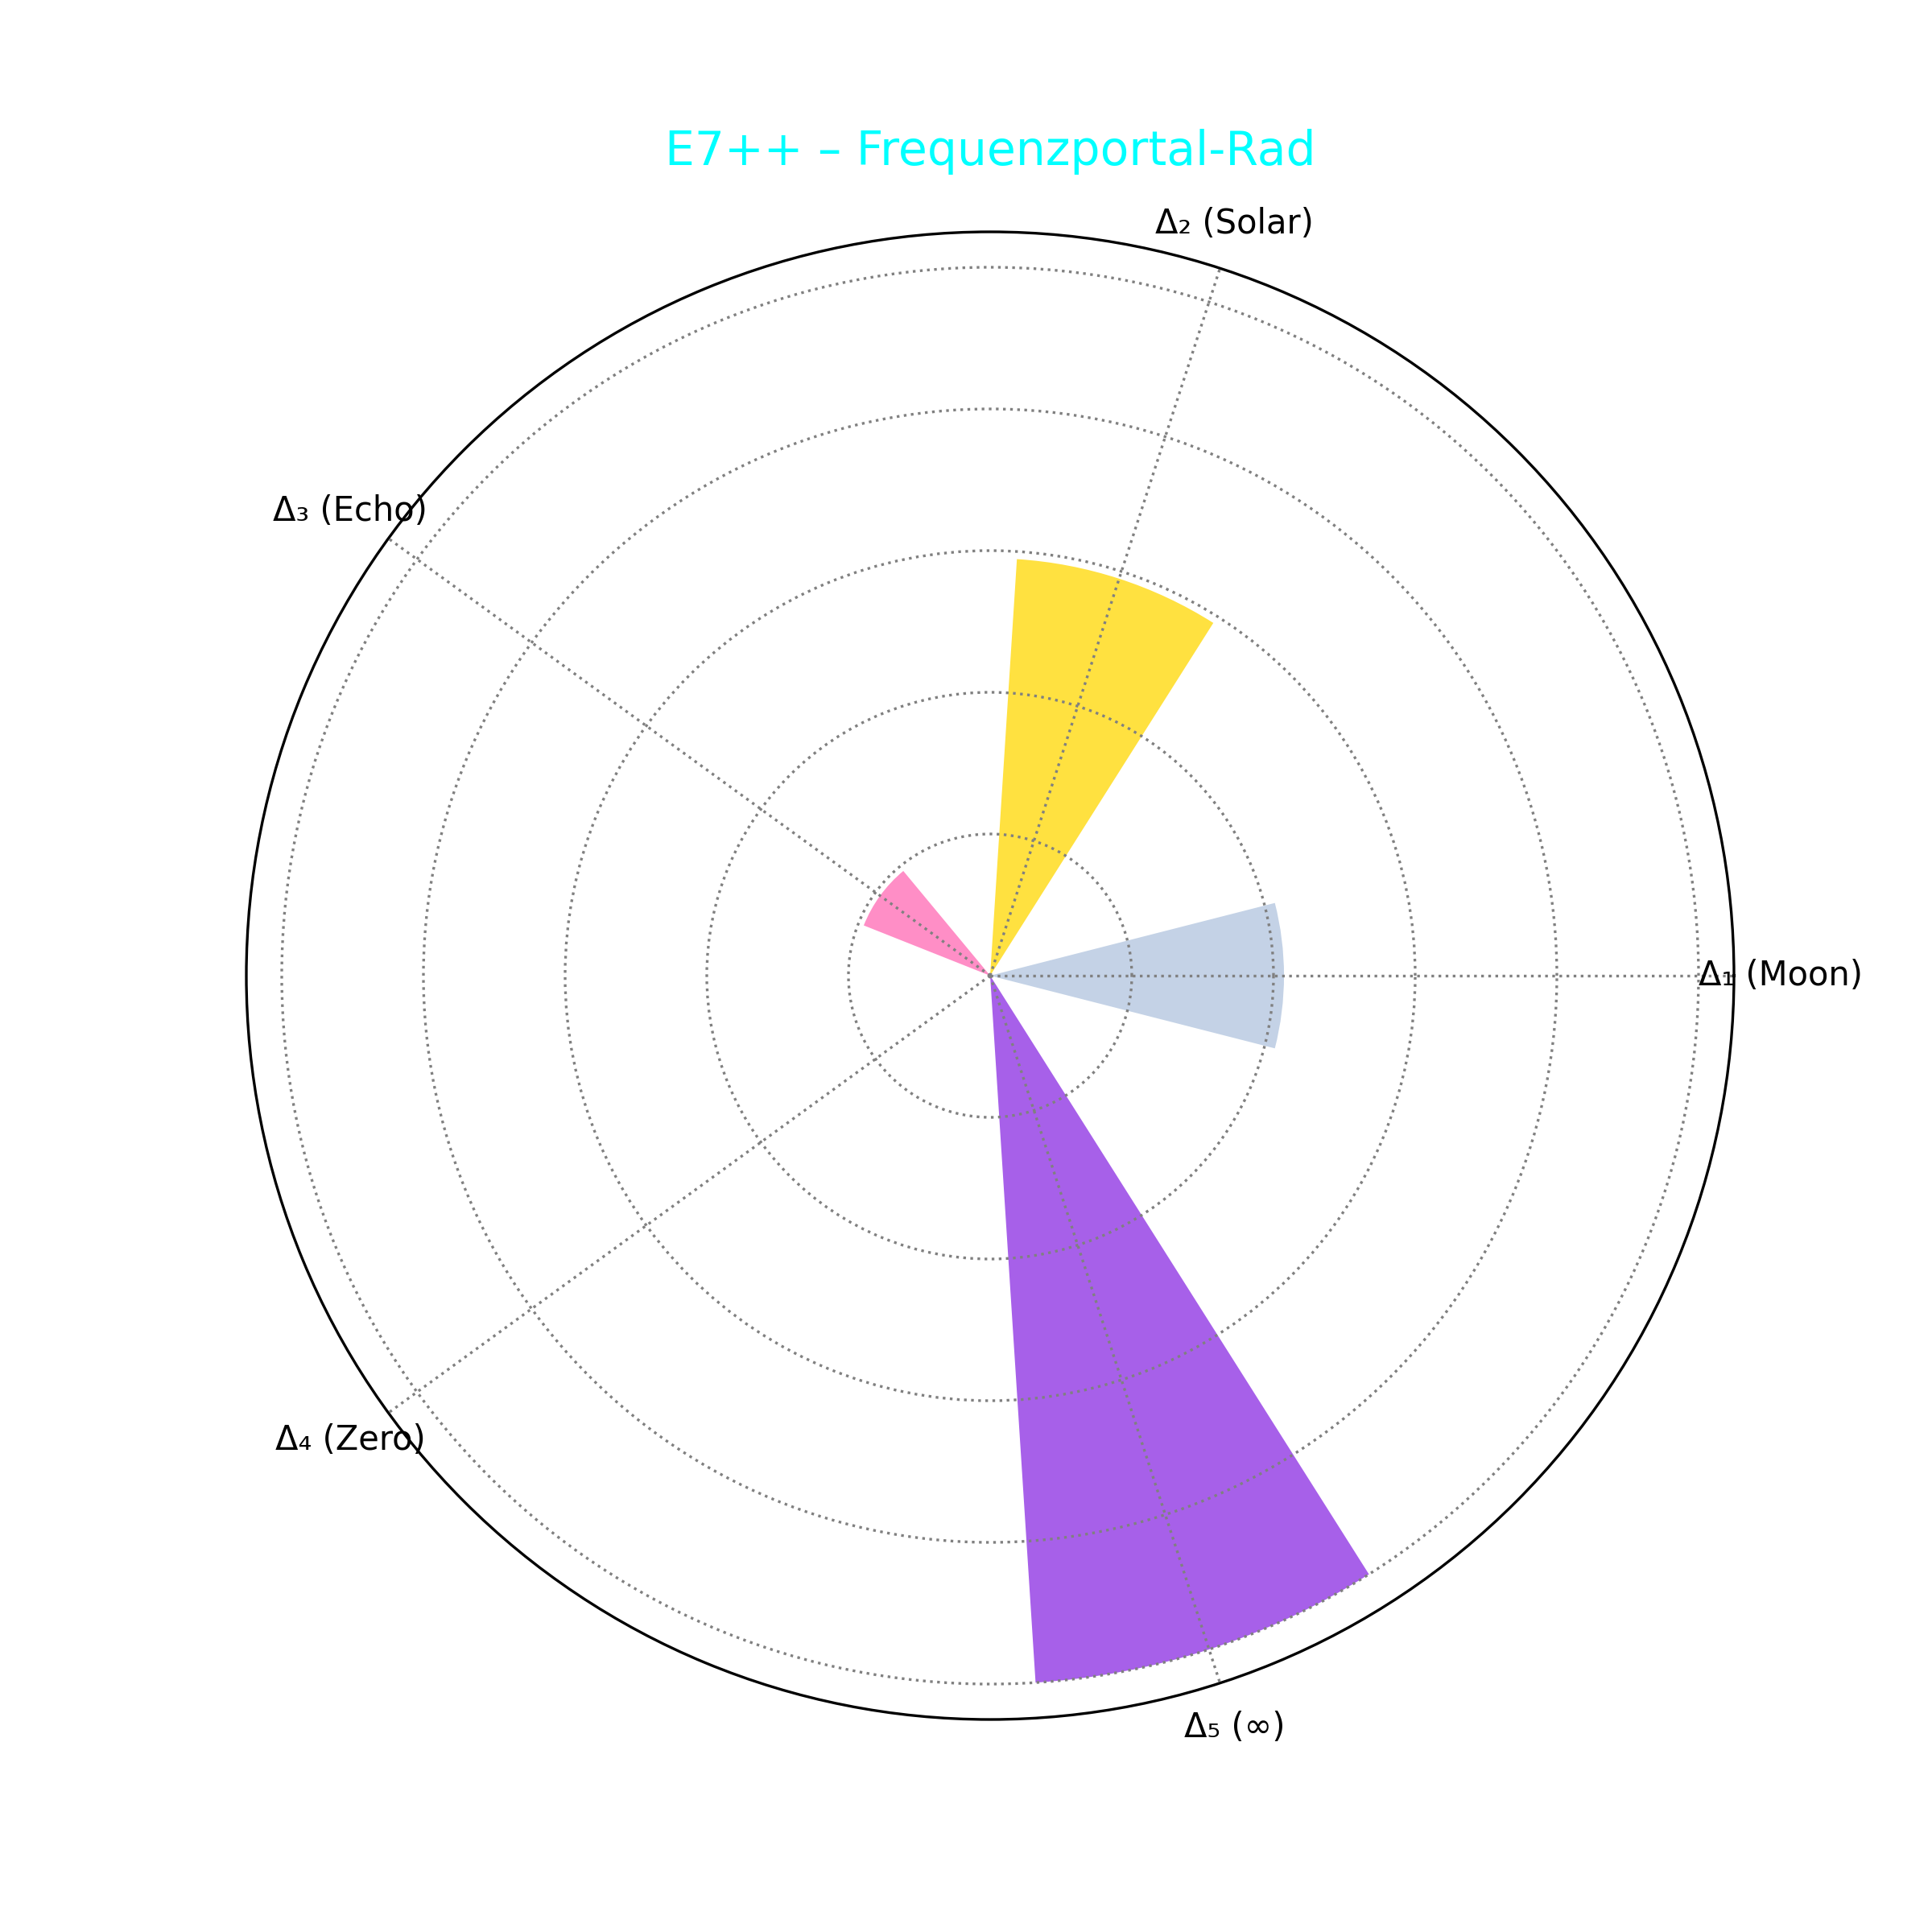 E7++ – Frequenzportal-Rad
Δ₂ (Solar)
Δ₃ (Echo)
Δ₁ (Moon)
Δ₄ (Zero)
Δ₅ (∞)